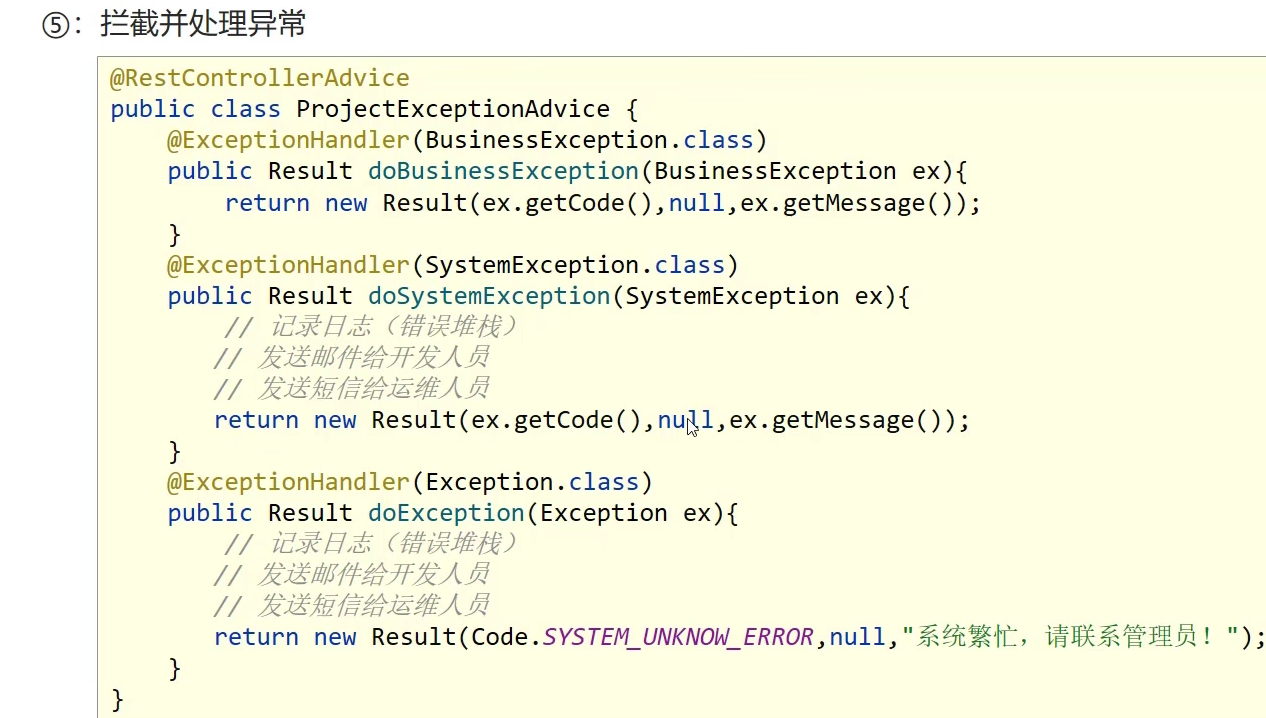 ⑤：拦截并处理异常
@RestControllerAdvice
public class ProjectExceptionAdvice {
    @ExceptionHandler(BusinessException.class)
    public Result doBusinessException(BusinessException ex){
        return new Result(ex.getCode(),null,ex.getMessage());
    }
    @ExceptionHandler(SystemException.class)
    public Result doSystemException(SystemException ex){
        // 记录日志（错误堆栈）
        // 发送邮件给开发人员
        // 发送短信给运维人员
        return new Result(ex.getCode(),null,ex.getMessage());
    }
    @ExceptionHandler(Exception.class)
    public Result doException(Exception ex){
        // 记录日志（错误堆栈）
        // 发送邮件给开发人员
        // 发送短信给运维人员
        return new Result(Code.SYSTEM_UNKNOW_ERROR,null,"系统繁忙，请联系管理员！");
    }
}